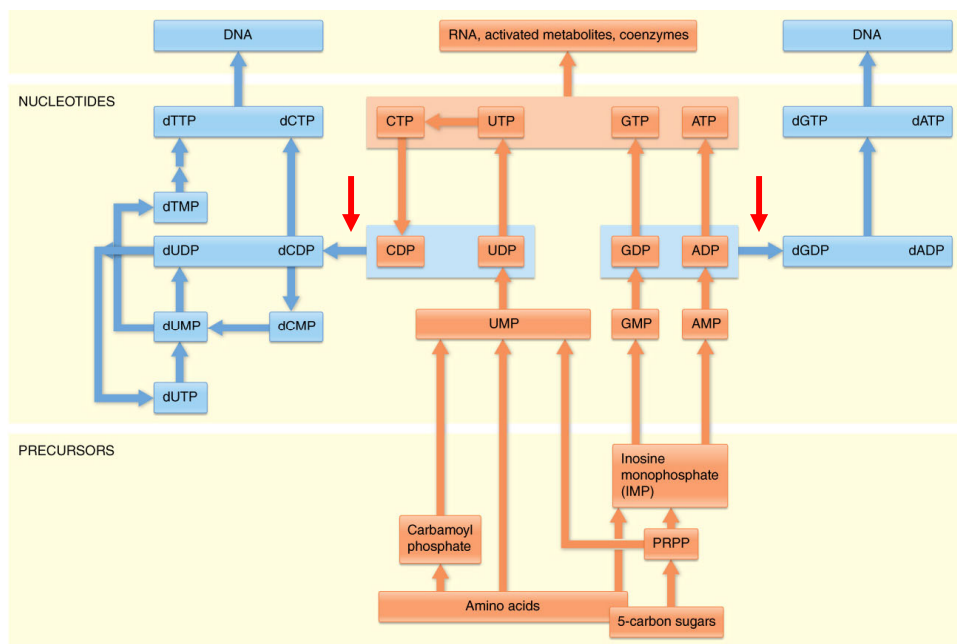 DNA
RNA, activated metabolites, coenzymes
DNA
NUCLEOTIDES
dTTP dCTP
CTP
UTP
GTP
ATP
dGTP dATP
dTMP
dUDP dCDP
CDP
UDP
GDP
ADP
dGDP dADP
dUMP
dCMP
UMP
GMP
AMP
dUTP
PRECURSORS
Inosine
monophosphate
(IMP)
Carbamoyl
phosphate
PRPP
Amino acids
5-carbon sugars